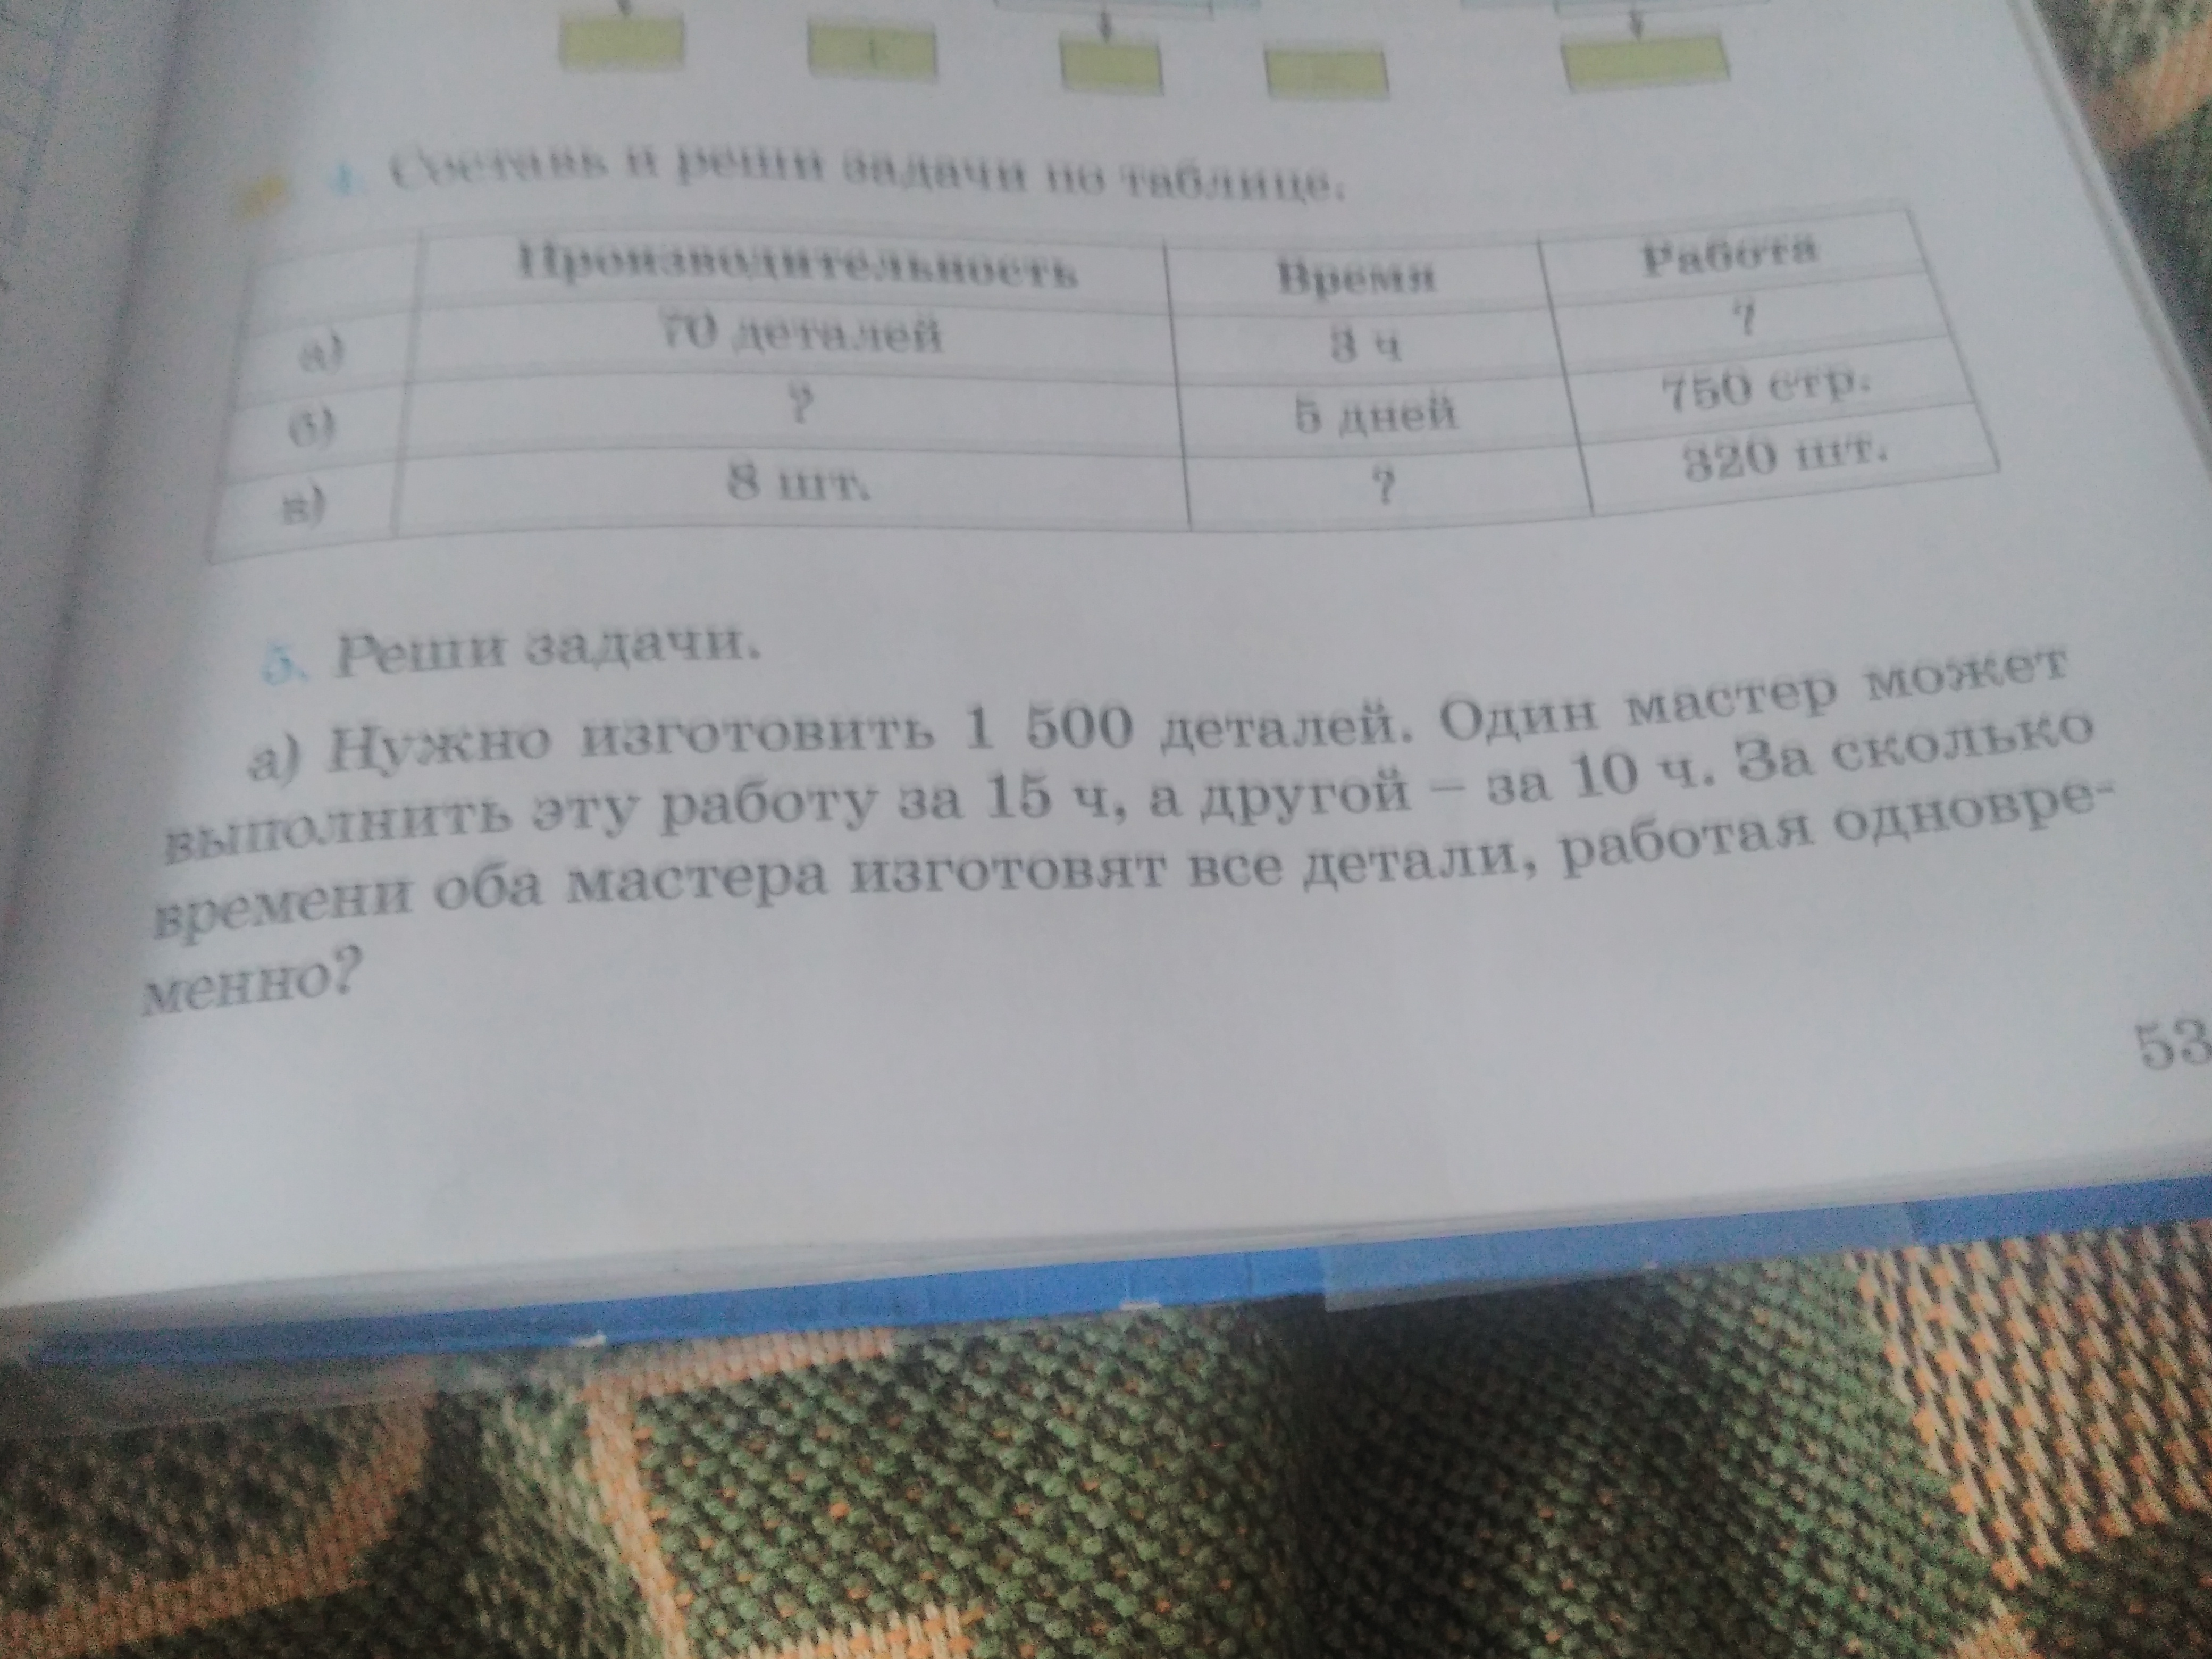 4. Составь и реши задачи по таблице.
Производительность Время Работа
а) 70 деталей 3 ч ?
б) ? 5 дней 750 стр.
в) 8 шт. ? 320 шт.
5. Реши задачи.
а) Нужно изготовить 1 500 деталей. Один мастер может
выполнить эту работу за 15 ч, а другой – за 10 ч. За сколько
времени оба мастера изготовят все детали, работая одновре-
менно?
53